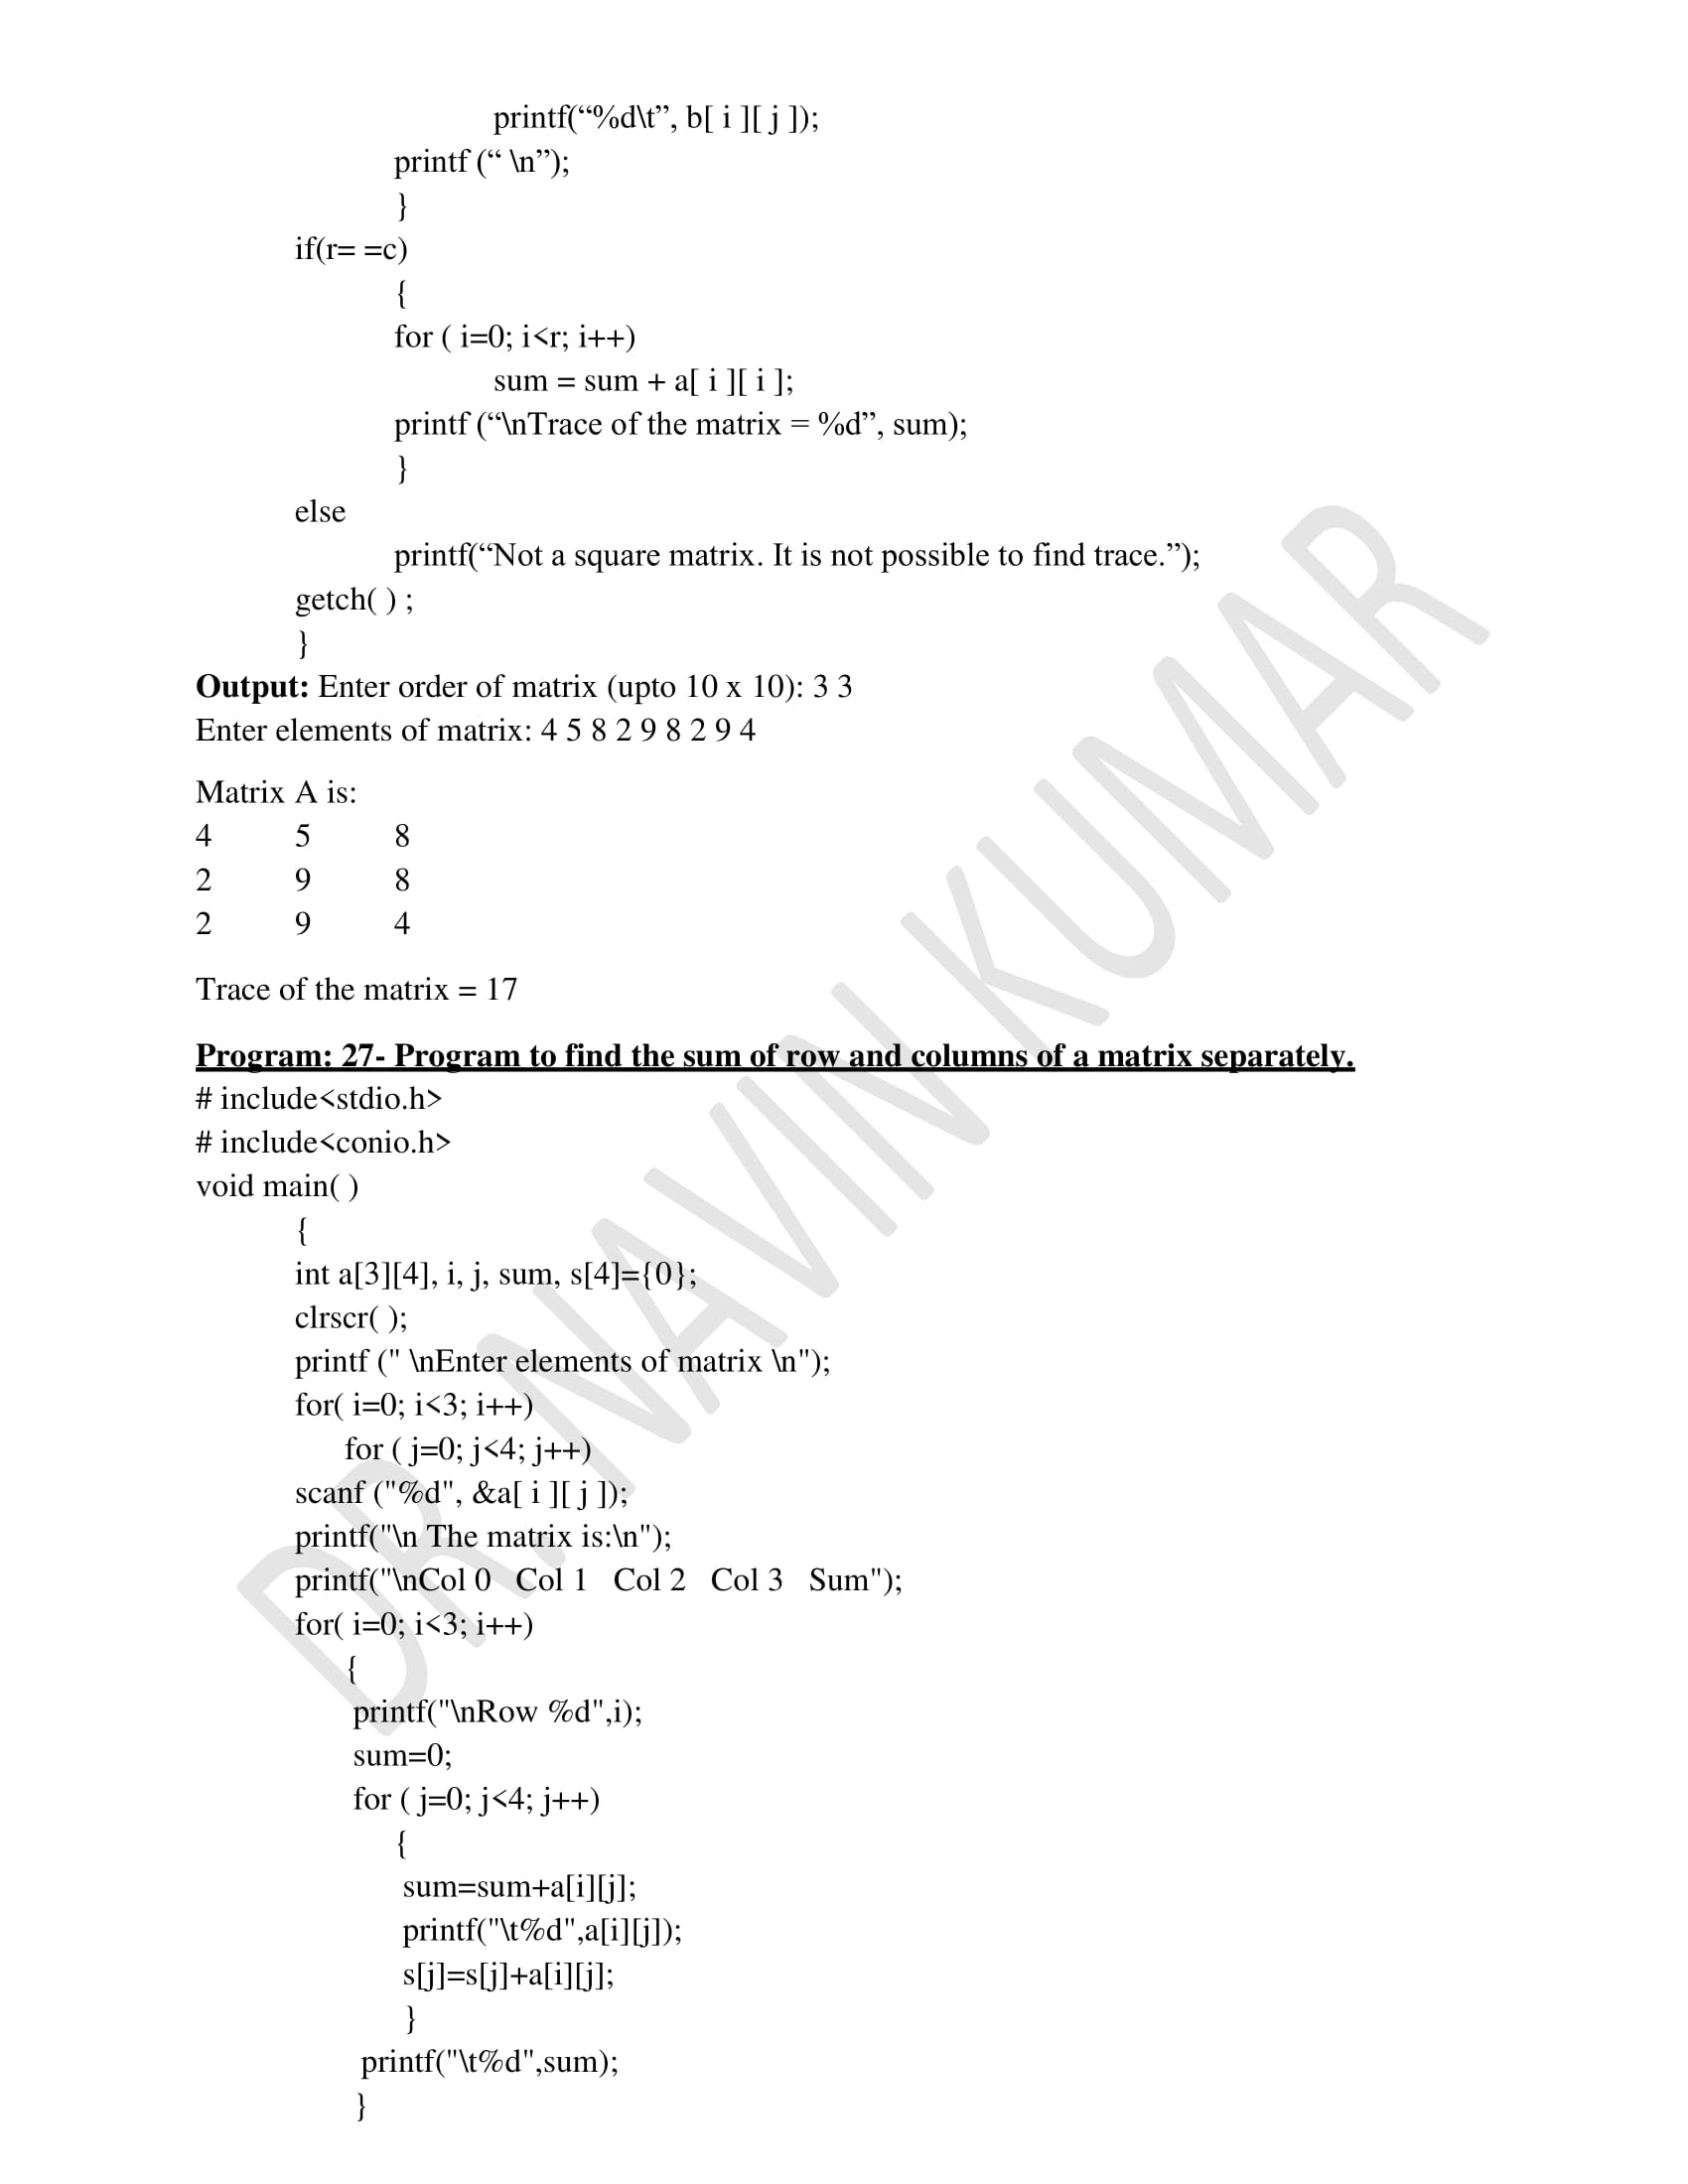 printf(“%d\t”, b[ i ][ j ]);
printf (“ \n”);
}
if(r= =c)
{
for ( i=0; i<r; i++)
sum = sum + a[ i ][ i ];
printf (“\nTrace of the matrix = %d”, sum);
}
else
printf(“Not a square matrix. It is not possible to find trace.”);
getch( ) ;
}
Output: Enter order of matrix (upto 10 x 10): 3 3
Enter elements of matrix: 4 5 8 2 9 8 2 9 4
Matrix A is:
4 5 8
2 9 8
2 9 4
Trace of the matrix = 17
Program: 27- Program to find the sum of row and columns of a matrix separately.
# include<stdio.h>
# include<conio.h>
void main( )
{
int a[3][4], i, j, sum, s[4]={0};
clrscr( );
printf (" \nEnter elements of matrix \n");
for( i=0; i<3; i++)
for ( j=0; j<4; j++)
scanf ("%d", &a[ i ][ j ]);
printf("\n The matrix is:\n");
printf("\nCol 0   Col 1   Col 2   Col 3   Sum");
for( i=0; i<3; i++)
{
printf("\nRow %d",i);
sum=0;
for ( j=0; j<4; j++)
{
sum=sum+a[i][j];
printf("\t%d",a[i][j]);
s[j]=s[j]+a[i][j];
}
printf("\t%d",sum);
}
DR. NAVIN KUMAR